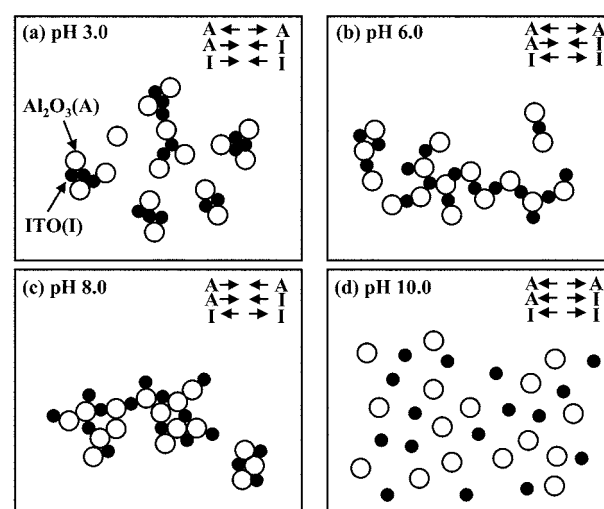 (a) pH 3.0
A ← → A
A → ← I
I → ← I
Al₂O₃(A)
ITO(I)
(b) pH 6.0
A ← → A
A → ← I
I → ← I
(c) pH 8.0
A → ← A
A → ← I
I ← → I
(d) pH 10.0
A ← → A
A ← → I
I ← → I